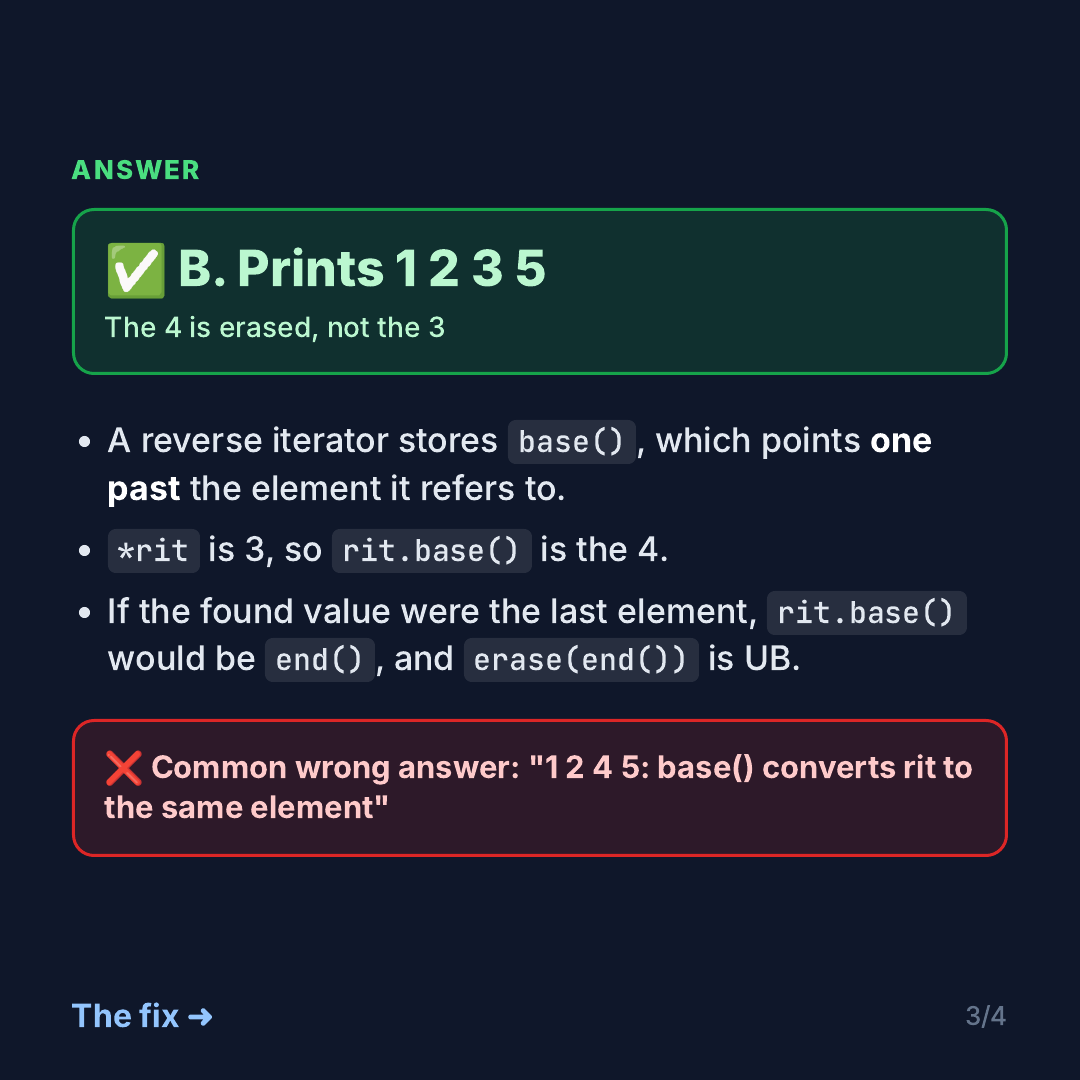 ANSWER
✅ B. Prints 1 2 3 5
The 4 is erased, not the 3
• A reverse iterator stores base(), which points one
past the element it refers to.
• *rit is 3, so rit.base() is the 4.
• If the found value were the last element, rit.base()
would be end(), and erase(end()) is UB.
❌ Common wrong answer: "1 2 4 5: base() converts rit to
the same element"
The fix ➜
3/4